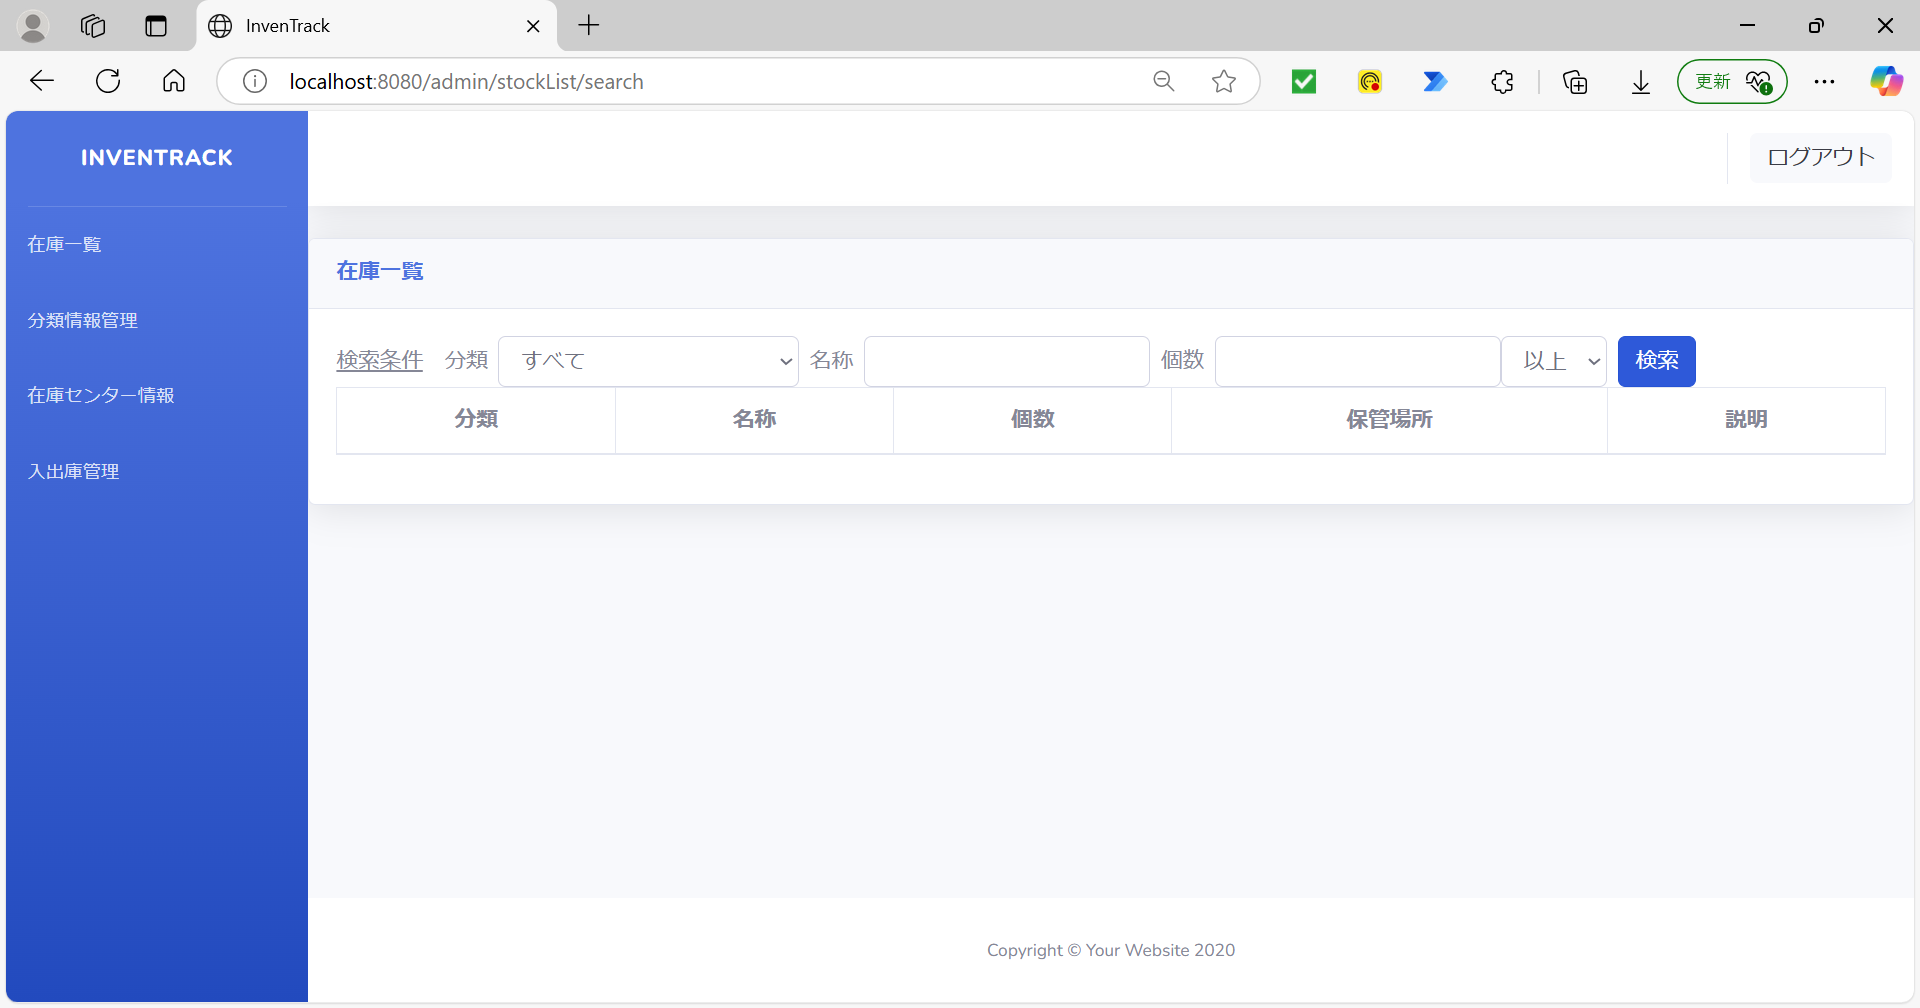 InvenTrack
localhost:8080/admin/stockList/search
更新
INVENTRACK
ログアウト
在庫一覧
分類情報管理
在庫センター情報
入出庫管理
在庫一覧
検索条件 分類 すべて 名称 個数 以上 検索
分類 名称 個数 保管場所 説明
Copyright © Your Website 2020